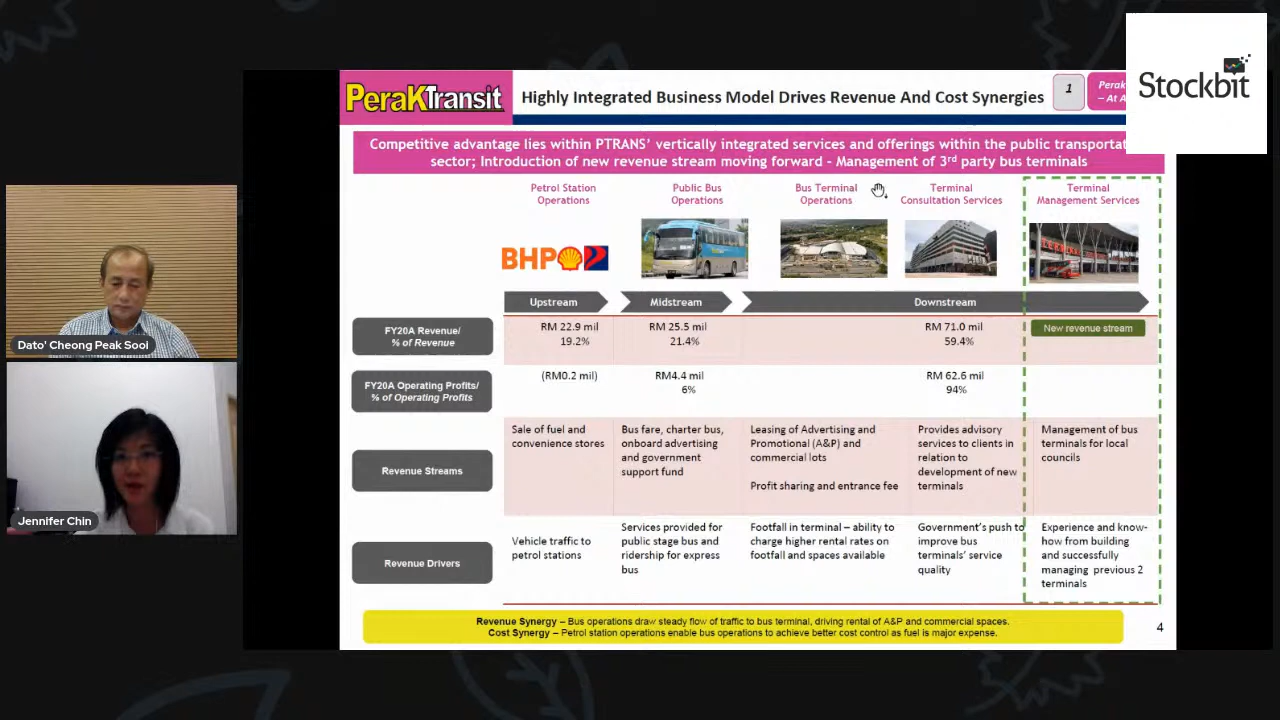 Stockbit
PeraKTransit
Highly Integrated Business Model Drives Revenue And Cost Synergies
1
Perak
– At A
Competitive advantage lies within PTRANS’ vertically integrated services and offerings within the public
sector; Introduction of new revenue stream moving forward - Management of 3rd party bus terminals
Petrol Station
Operations
Public Bus
Operations
Bus Terminal
Operations
Terminal
Consultation Services
Terminal
Management Services
BHP
TERMINAL
Upstream
Midstream
Downstream
FY20A Revenue/
% of Revenue
RM 22.9 mil
19.2%
RM 25.5 mil
21.4%
RM 71.0 mil
59.4%
New revenue stream
FY20A Operating Profits/
% of Operating Profits
(RM0.2 mil)
RM4.4 mil
6%
RM 62.6 mil
94%
Revenue Streams
Sale of fuel and
convenience stores
Bus fare, charter bus,
onboard advertising
and government
support fund
Leasing of Advertising and
Promotional (A&P) and
commercial lots
Profit sharing and entrance fee
Provides advisory
services to clients in
relation to
development of new
terminals
Management of bus
terminals for local
councils
Revenue Drivers
Vehicle traffic to
petrol stations
Services provided for
public stage bus and
ridership for express
bus
Footfall in terminal – ability to
charge higher rental rates on
footfall and spaces available
Government’s push to
improve bus
terminals’ service
quality
Experience and know-
how from building
and successfully
managing previous 2
terminals
Revenue Synergy – Bus operations draw steady flow of traffic to bus terminal, driving rental of A&P and commercial spaces.
Cost Synergy – Petrol station operations enable bus operations to achieve better cost control as fuel is major expense.
4
Dato' Cheong Peak Sooi
Jennifer Chin